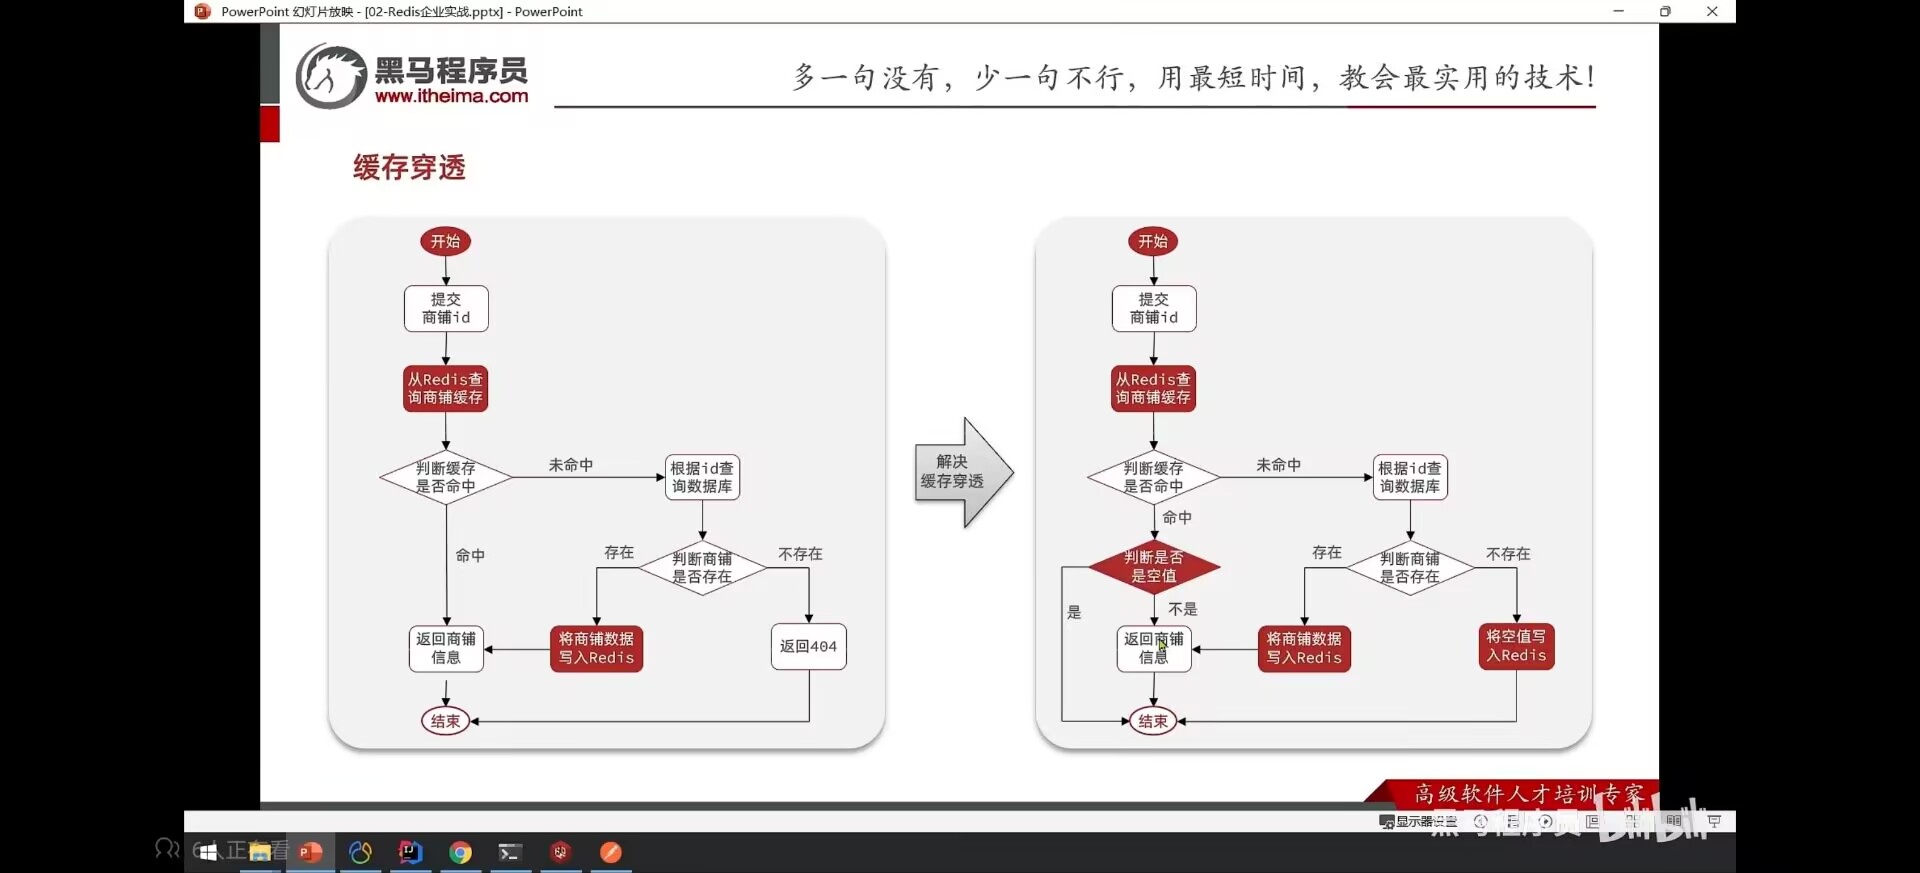 PowerPoint 幻灯片放映 - [02-Redis企业实战.pptx] - PowerPoint
黑马程序员
www.itheima.com
多一句没有，少一句不行，用最短时间，教会最实用的技术！
缓存穿透
开始
提交
商铺id
从Redis查
询商铺缓存
判断缓存
是否命中
未命中
根据id查
询数据库
命中
存在
判断商铺
是否存在
不存在
返回商铺
信息
将商铺数据
写入Redis
返回404
结束
解决
缓存穿透
开始
提交
商铺id
从Redis查
询商铺缓存
判断缓存
是否命中
未命中
根据id查
询数据库
命中
判断是否
是空值
存在
判断商铺
是否存在
不存在
是
不是
返回商铺
信息
将商铺数据
写入Redis
将空值写
入Redis
结束
高级软件人才培训专家
显示器设置
黑马程序员
bilibili
6人正在看